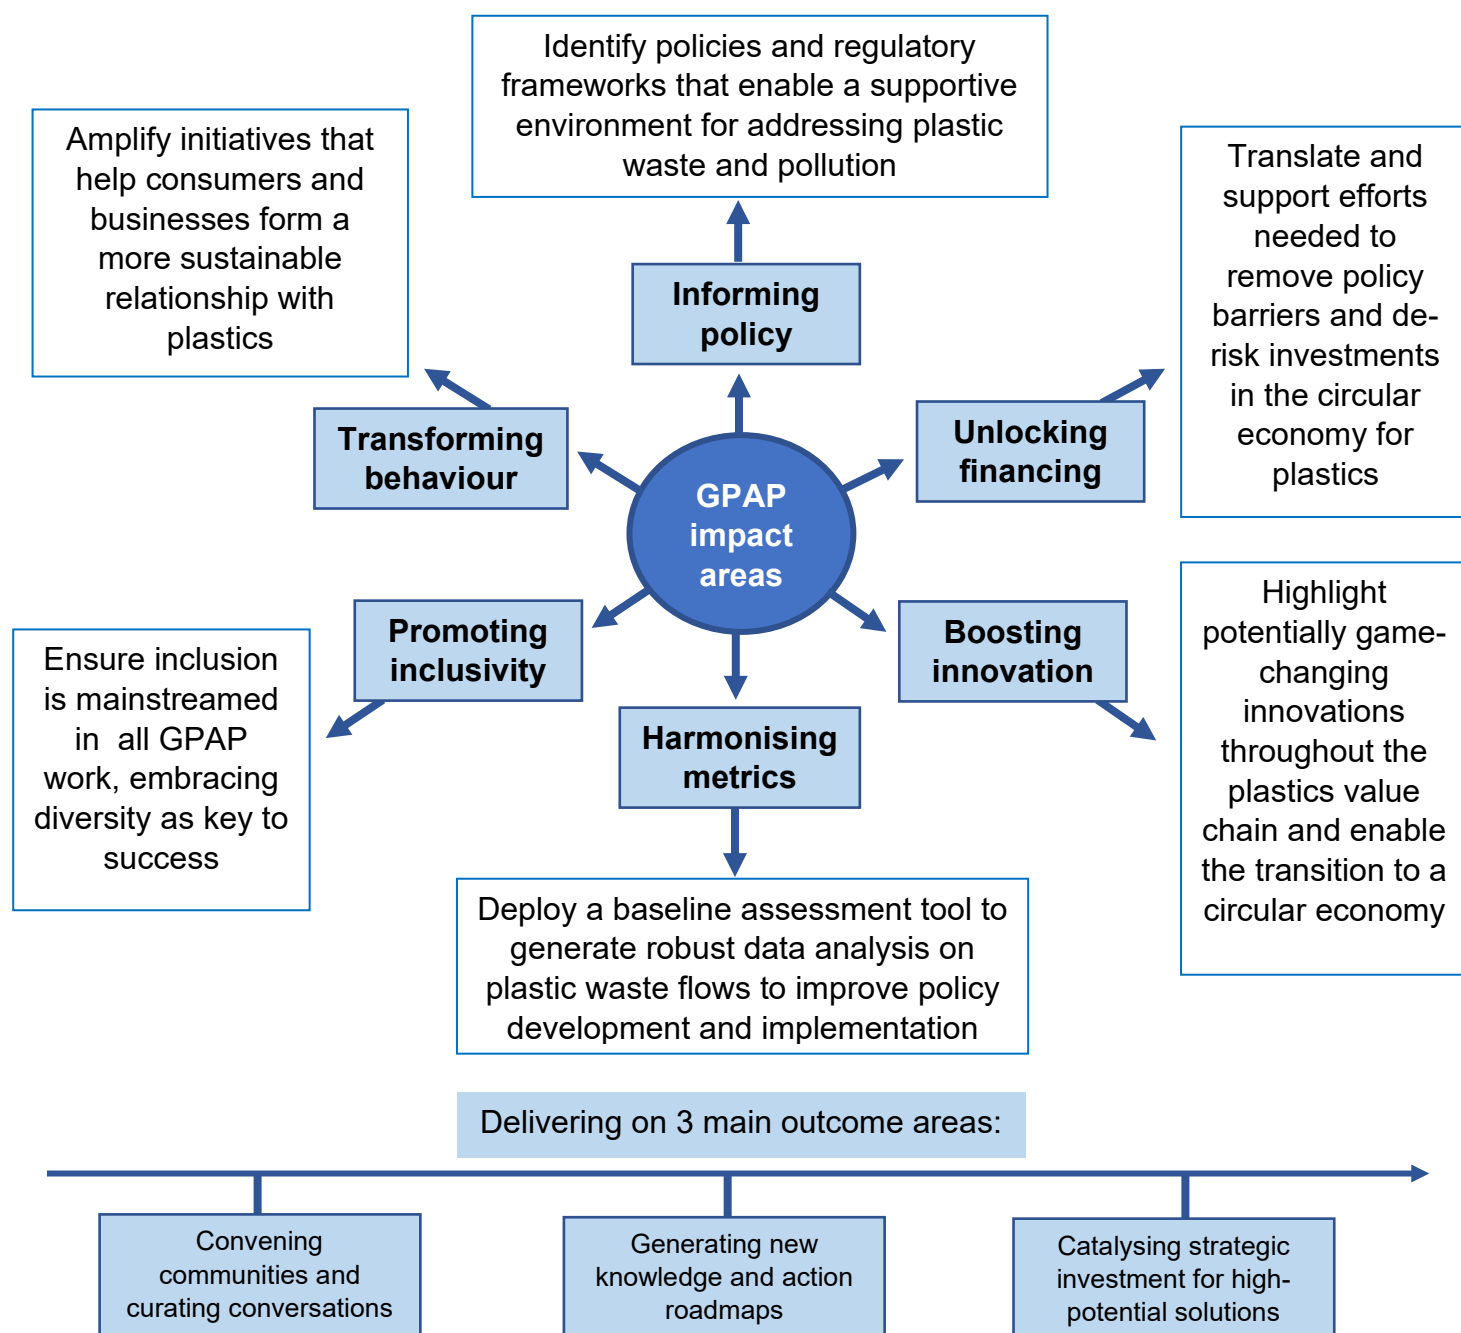 Identify policies and regulatory
frameworks that enable a supportive
environment for addressing plastic
waste and pollution
Amplify initiatives that
help consumers and
businesses form a
more sustainable
relationship with
plastics
Translate and
support efforts
needed to
remove policy
barriers and de-
risk investments
in the circular
economy for
plastics
Informing
policy
Transforming
behaviour
Unlocking
financing
GPAP
impact
areas
Promoting
inclusivity
Boosting
innovation
Harmonising
metrics
Ensure inclusion
is mainstreamed
in all GPAP
work, embracing
diversity as key to
success
Highlight
potentially game-
changing
innovations
throughout the
plastics value
chain and enable
the transition to a
circular economy
Deploy a baseline assessment tool to
generate robust data analysis on
plastic waste flows to improve policy
development and implementation
Delivering on 3 main outcome areas:
Convening
communities and
curating conversations
Generating new
knowledge and action
roadmaps
Catalysing strategic
investment for high-
potential solutions